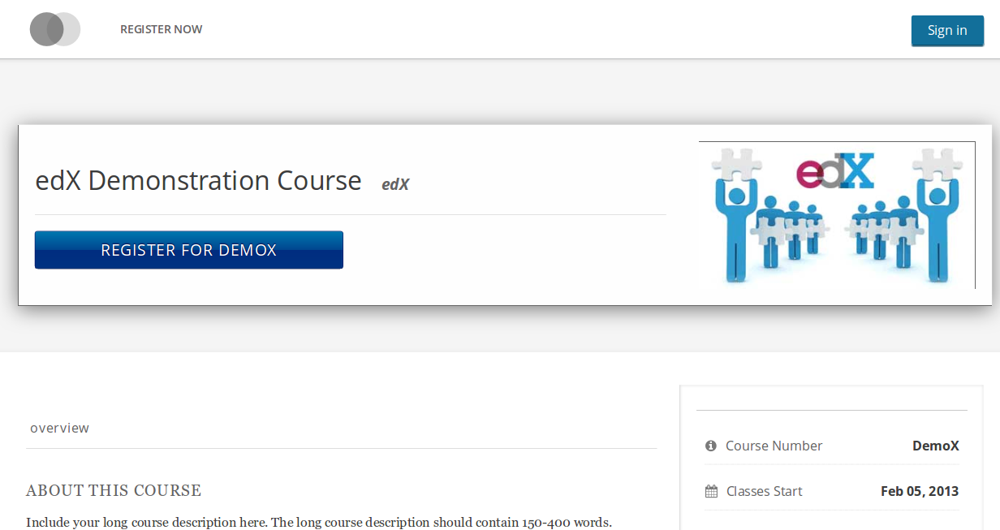 REGISTER NOW
Sign in
edX Demonstration Course edX
edX
REGISTER FOR DEMOX
overview
Course Number DemoX
Classes Start Feb 05, 2013
ABOUT THIS COURSE
Include your long course description here. The long course description should contain 150-400 words.